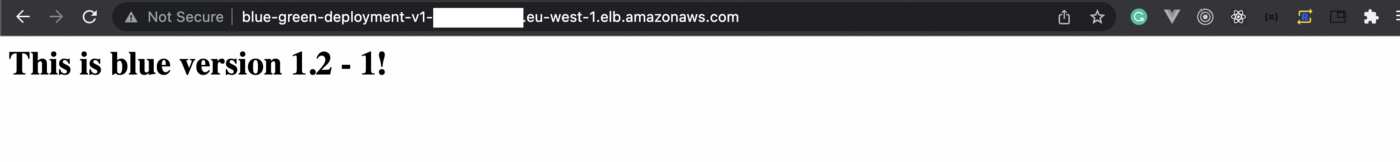 Not Secure | blue-green-deployment-v1-.eu-west-1.elb.amazonaws.com
This is blue version 1.2 - 1!